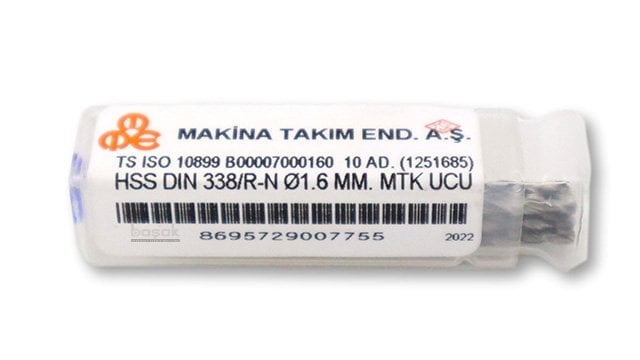 MAKİNA TAKIM END. A.Ş.
TS ISO 10899 B00007000160 10 AD. (1251685)
HSS DIN 338/R-N Ø1.6 MM. MTK UCU
başak
8695729007755
2022